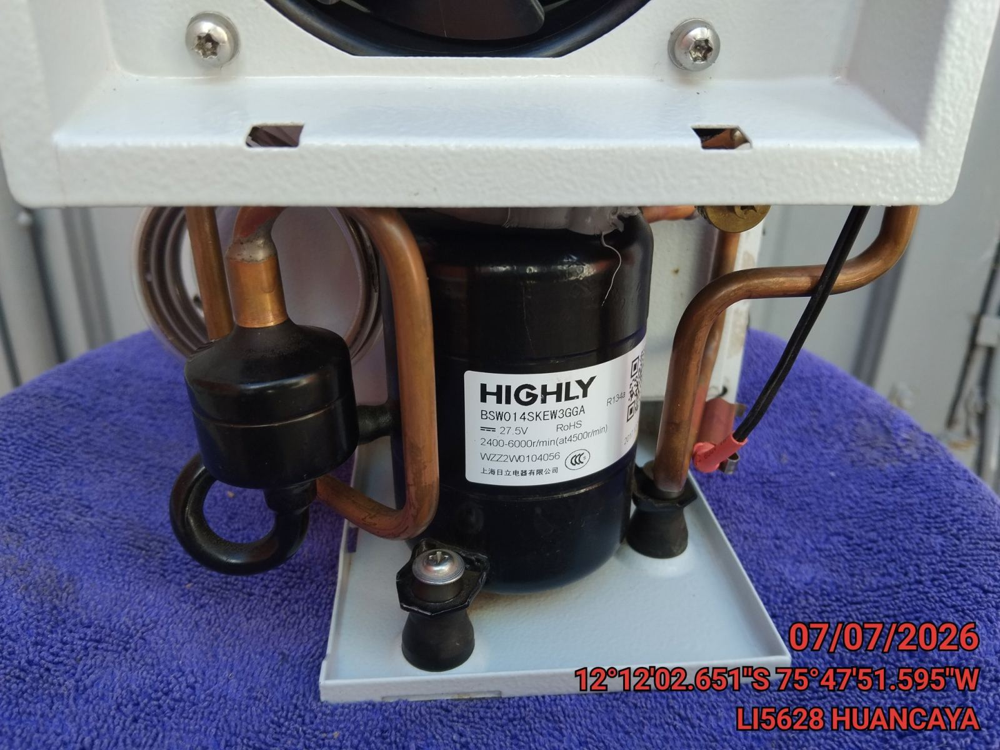 HIGHLY
R134a
BSW014SKEW3GGA
⎓ 27.5V RoHS
2400-6000r/min(at4500r/min)
WZZ2W0104056
CCC S
上海日立电器有限公司
07/07/2026
12°12'02.651"S 75°47'51.595"W
LI5628 HUANCAYA